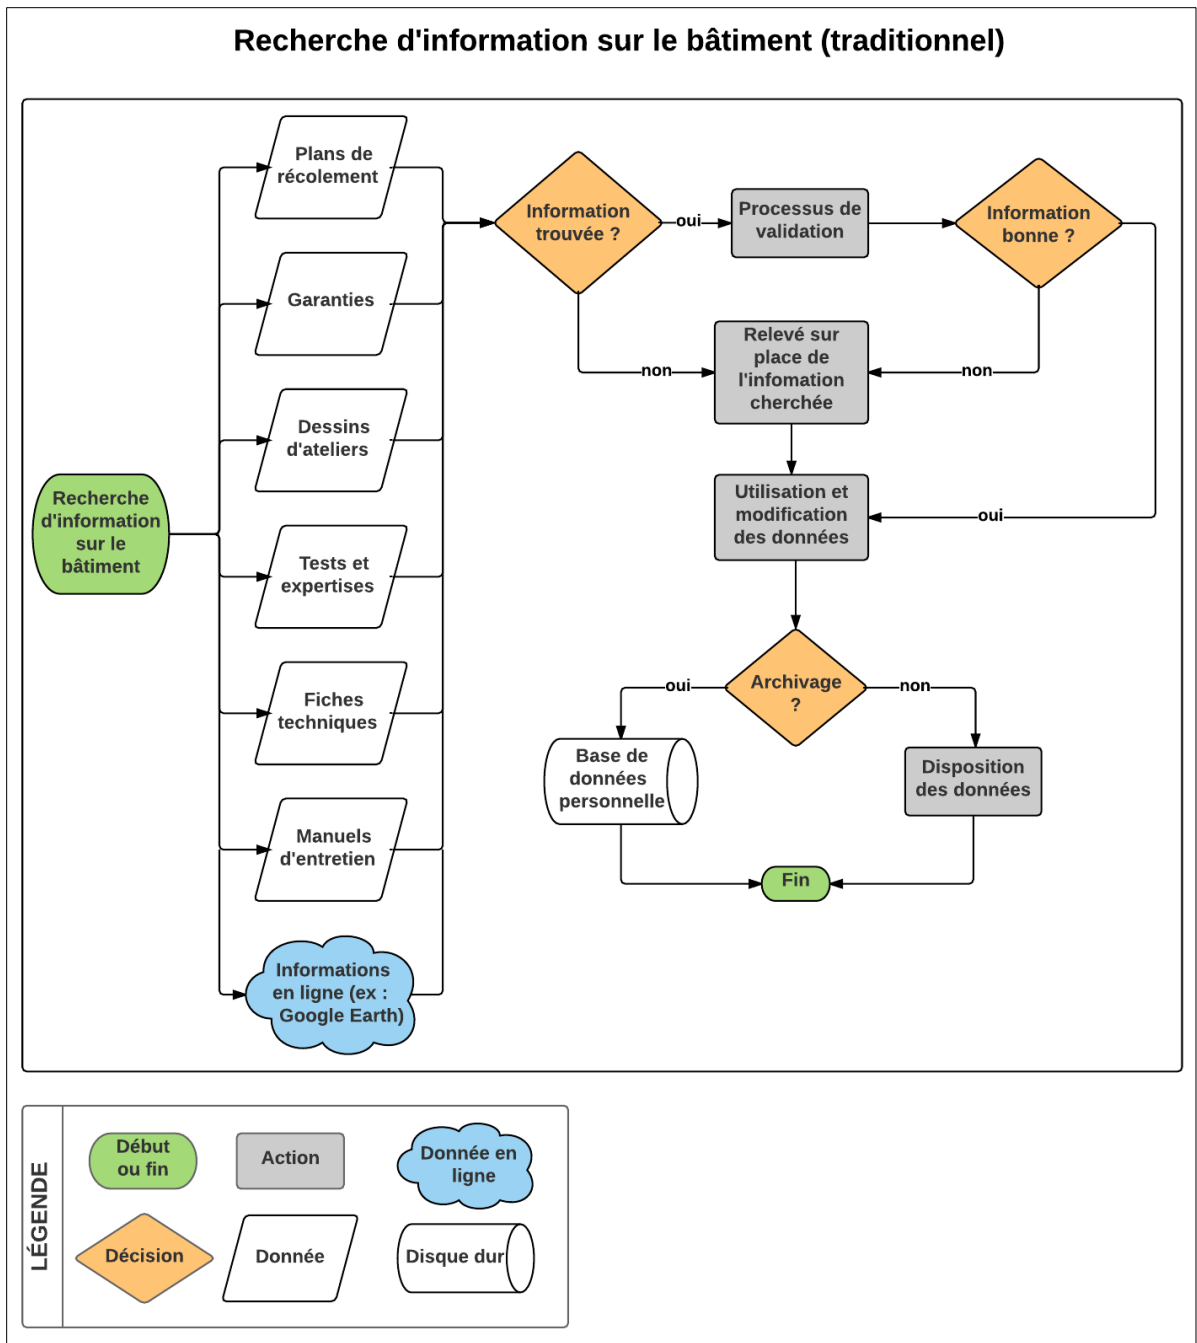 Recherche d'information sur le bâtiment (traditionnel)
Plans de
récolement
Garanties
Dessins
d'ateliers
Recherche
d'information
sur le
bâtiment
Tests et
expertises
Fiches
techniques
Manuels
d'entretien
Informations
en ligne (ex :
Google Earth)
Information
trouvée ?
oui
Processus de
validation
Information
bonne ?
non
Relevé sur
place de
l'infomation
cherchée
non
Utilisation et
modification
des données
oui
Archivage
?
oui
non
Base de
données
personnelle
Disposition
des données
Fin
LÉGENDE
Début
ou fin
Action
Donnée en
ligne
Décision
Donnée
Disque dur